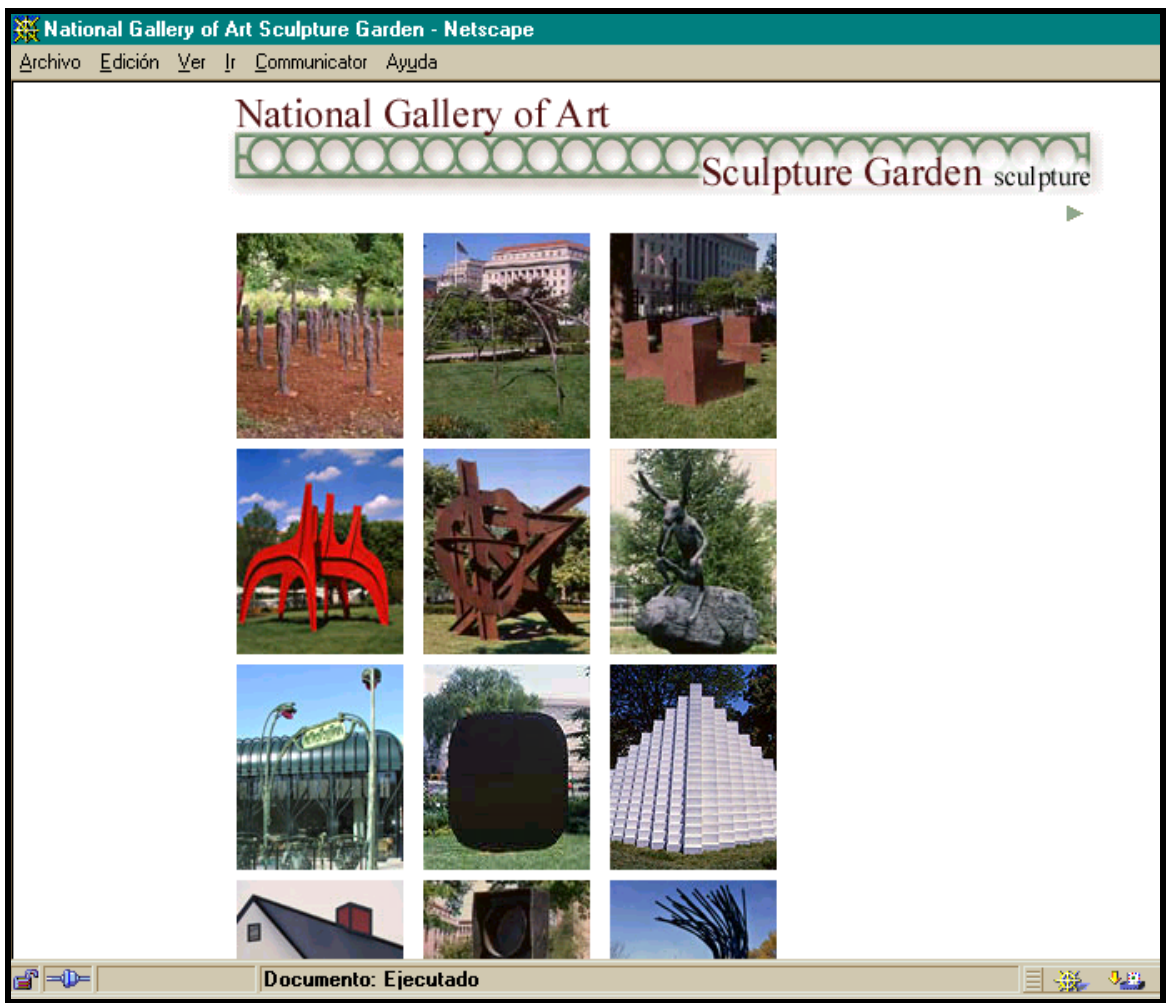 National Gallery of Art Sculpture Garden - Netscape
Archivo Edición Ver Ir Communicator Ayuda
National Gallery of Art
Sculpture Garden sculpture
Documento: Ejecutado